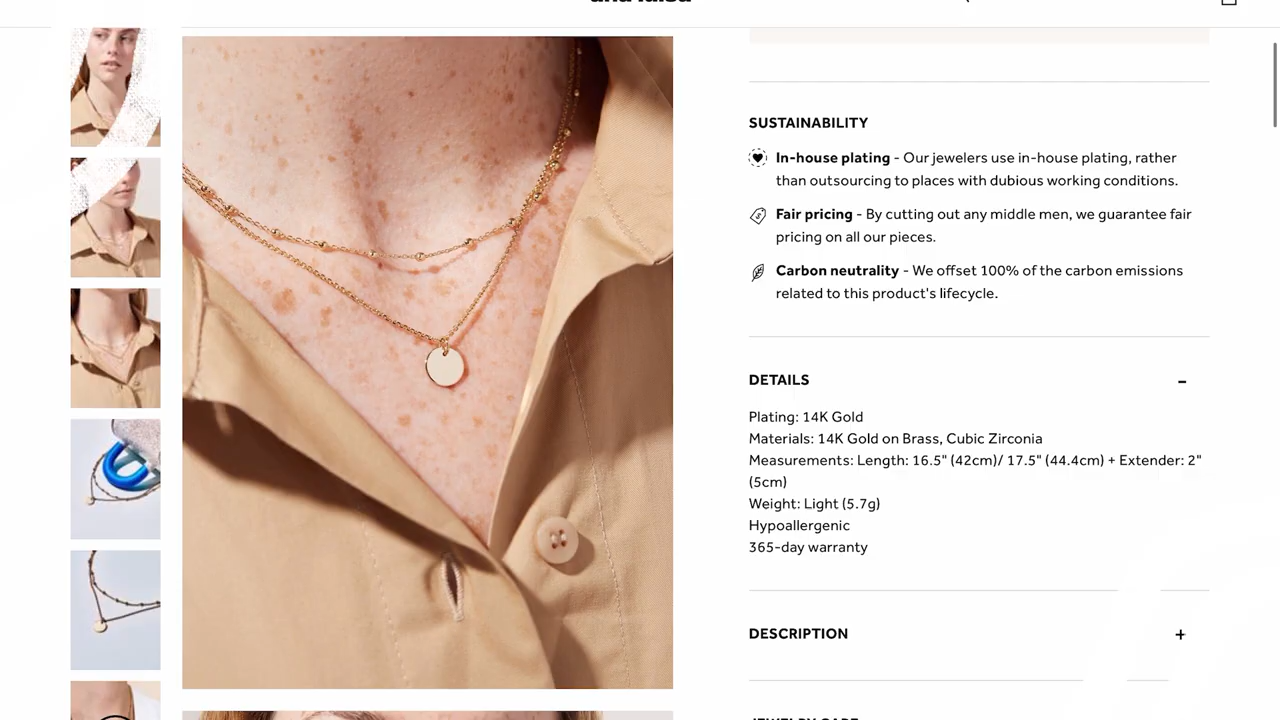 SUSTAINABILITY
In-house plating - Our jewelers use in-house plating, rather
than outsourcing to places with dubious working conditions.
Fair pricing - By cutting out any middle men, we guarantee fair
pricing on all our pieces.
Carbon neutrality - We offset 100% of the carbon emissions
related to this product's lifecycle.
DETAILS
Plating: 14K Gold
Materials: 14K Gold on Brass, Cubic Zirconia
Measurements: Length: 16.5" (42cm)/ 17.5" (44.4cm) + Extender: 2"
(5cm)
Weight: Light (5.7g)
Hypoallergenic
365-day warranty
DESCRIPTION